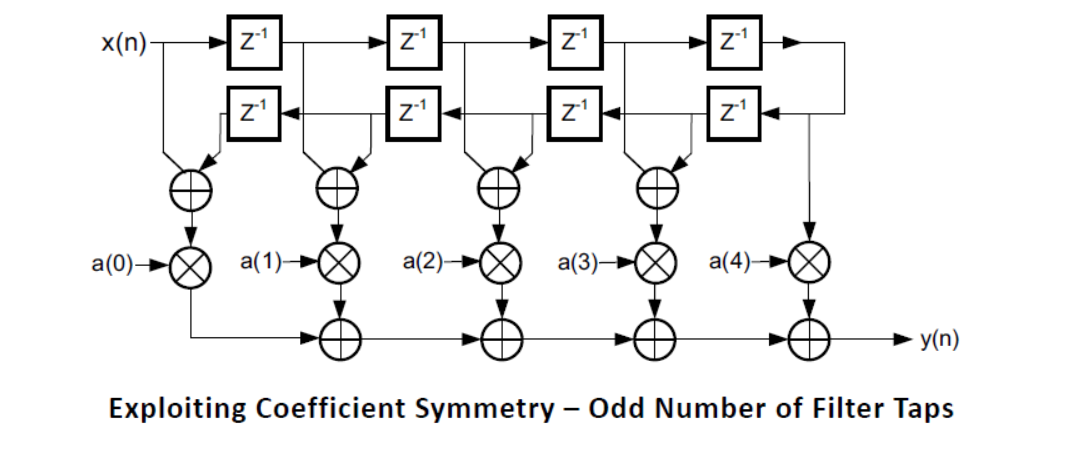 x(n) Z-1 Z-1 Z-1 Z-1
Z-1 Z-1 Z-1 Z-1
a(0) a(1) a(2) a(3) a(4)
y(n)
Exploiting Coefficient Symmetry – Odd Number of Filter Taps